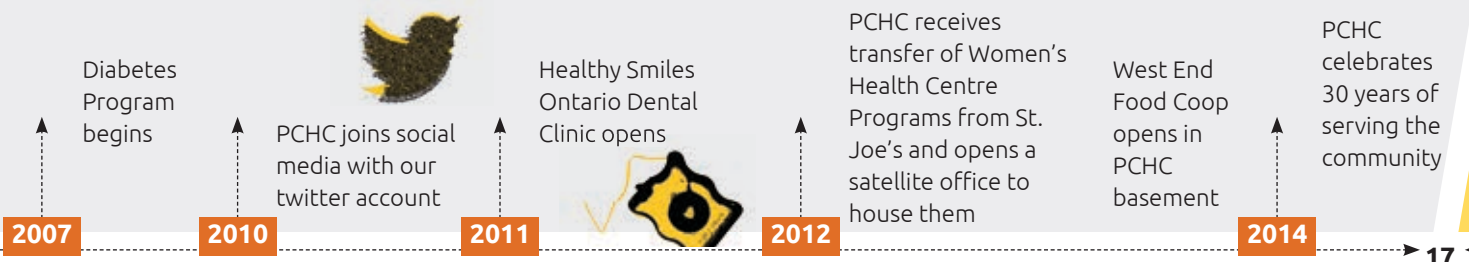 Diabetes
Program
begins
PCHC joins social
media with our
twitter account
Healthy Smiles
Ontario Dental
Clinic opens
PCHC receives
transfer of Women’s
Health Centre
Programs from St.
Joe’s and opens a
satellite office to
house them
West End
Food Coop
opens in
PCHC
basement
PCHC
celebrates
30 years of
serving the
community
2007
2010
2011
2012
2014
17